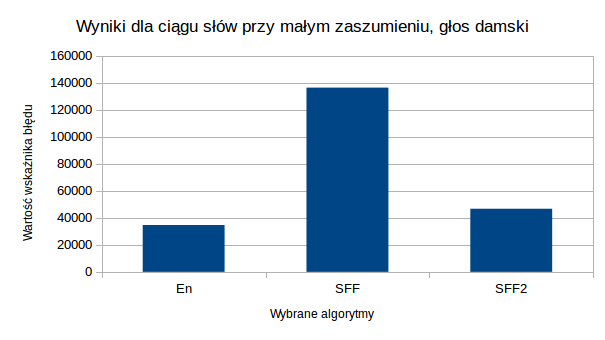 Wyniki dla ciągu słów przy małym zaszumieniu, głos damski
160000
140000
120000
100000
80000
60000
40000
20000
0
Wartość wskaźnika błędu
En
SFF
SFF2
Wybrane algorytmy